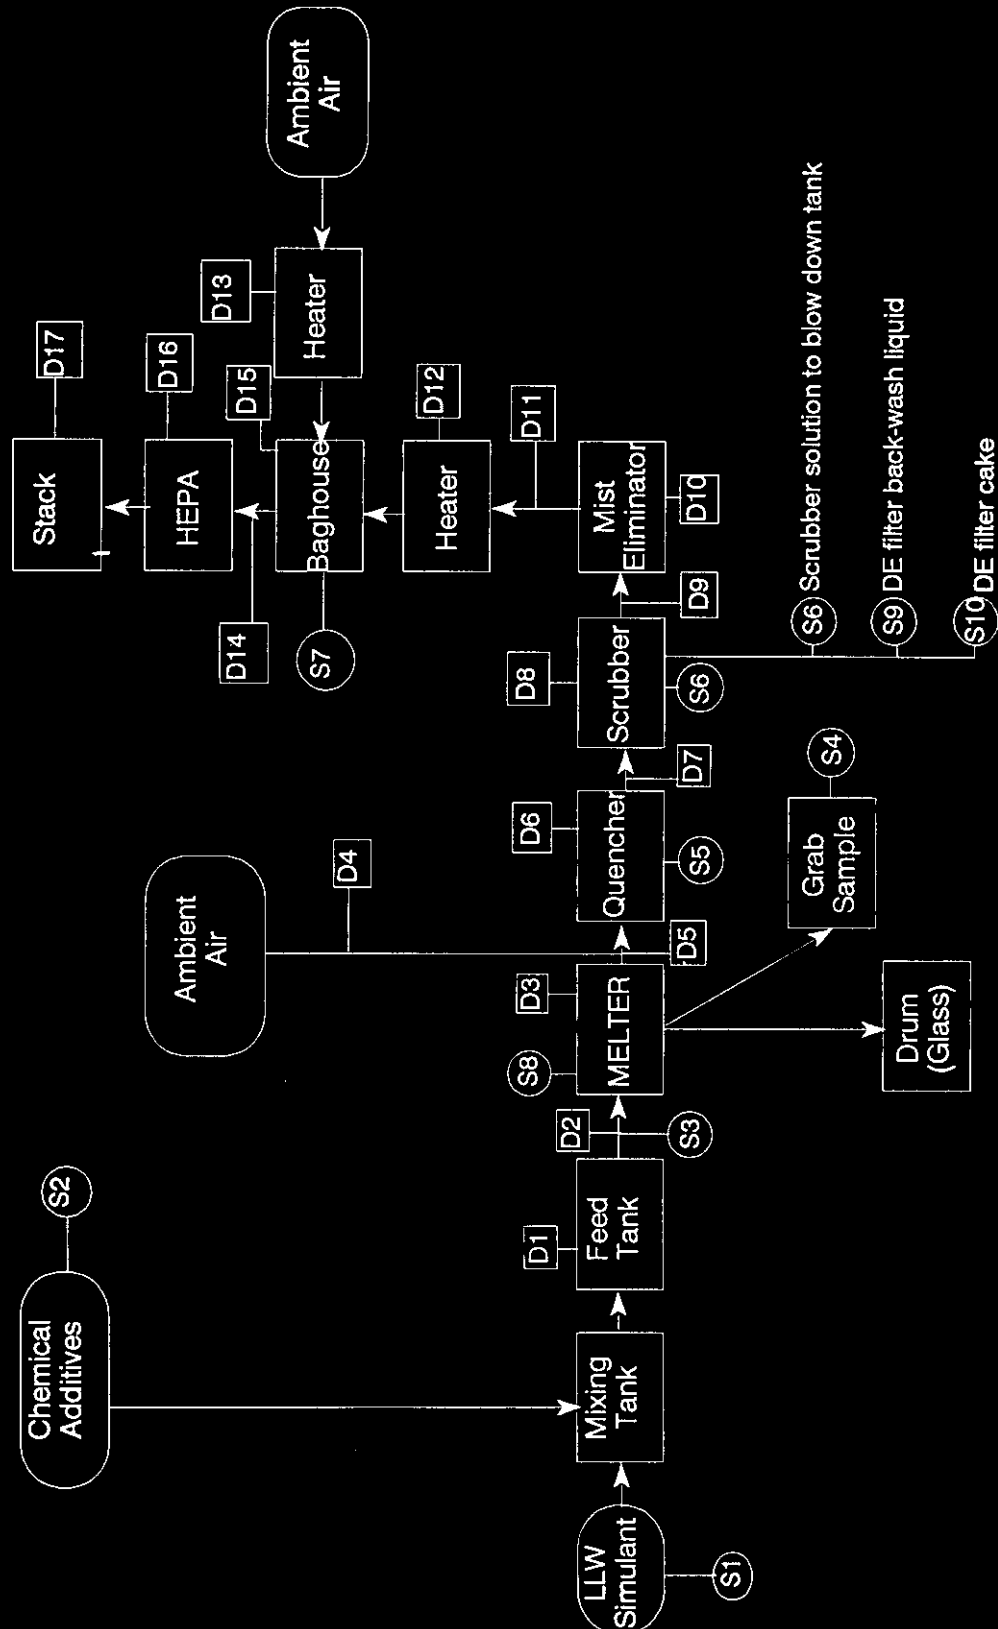 Chemical
Additives
S2
LLW
Simulant
S1
Mixing
Tank
Feed
Tank
D1
D2
S3
MELTER
S8
D3
Ambient
Air
D4
D5
Drum
(Glass)
Grab
Sample
S4
Quencher
D6
S5
D7
Scrubber
D8
S6
D9
S6 Scrubber solution to blow down tank
S9 DE filter back-wash liquid
S10 DE filter cake
Mist
Eliminator
D10
D11
Heater
D12
Baghouse
S7
D15
D14
Heater
D13
Ambient
Air
HEPA
D16
Stack
D17